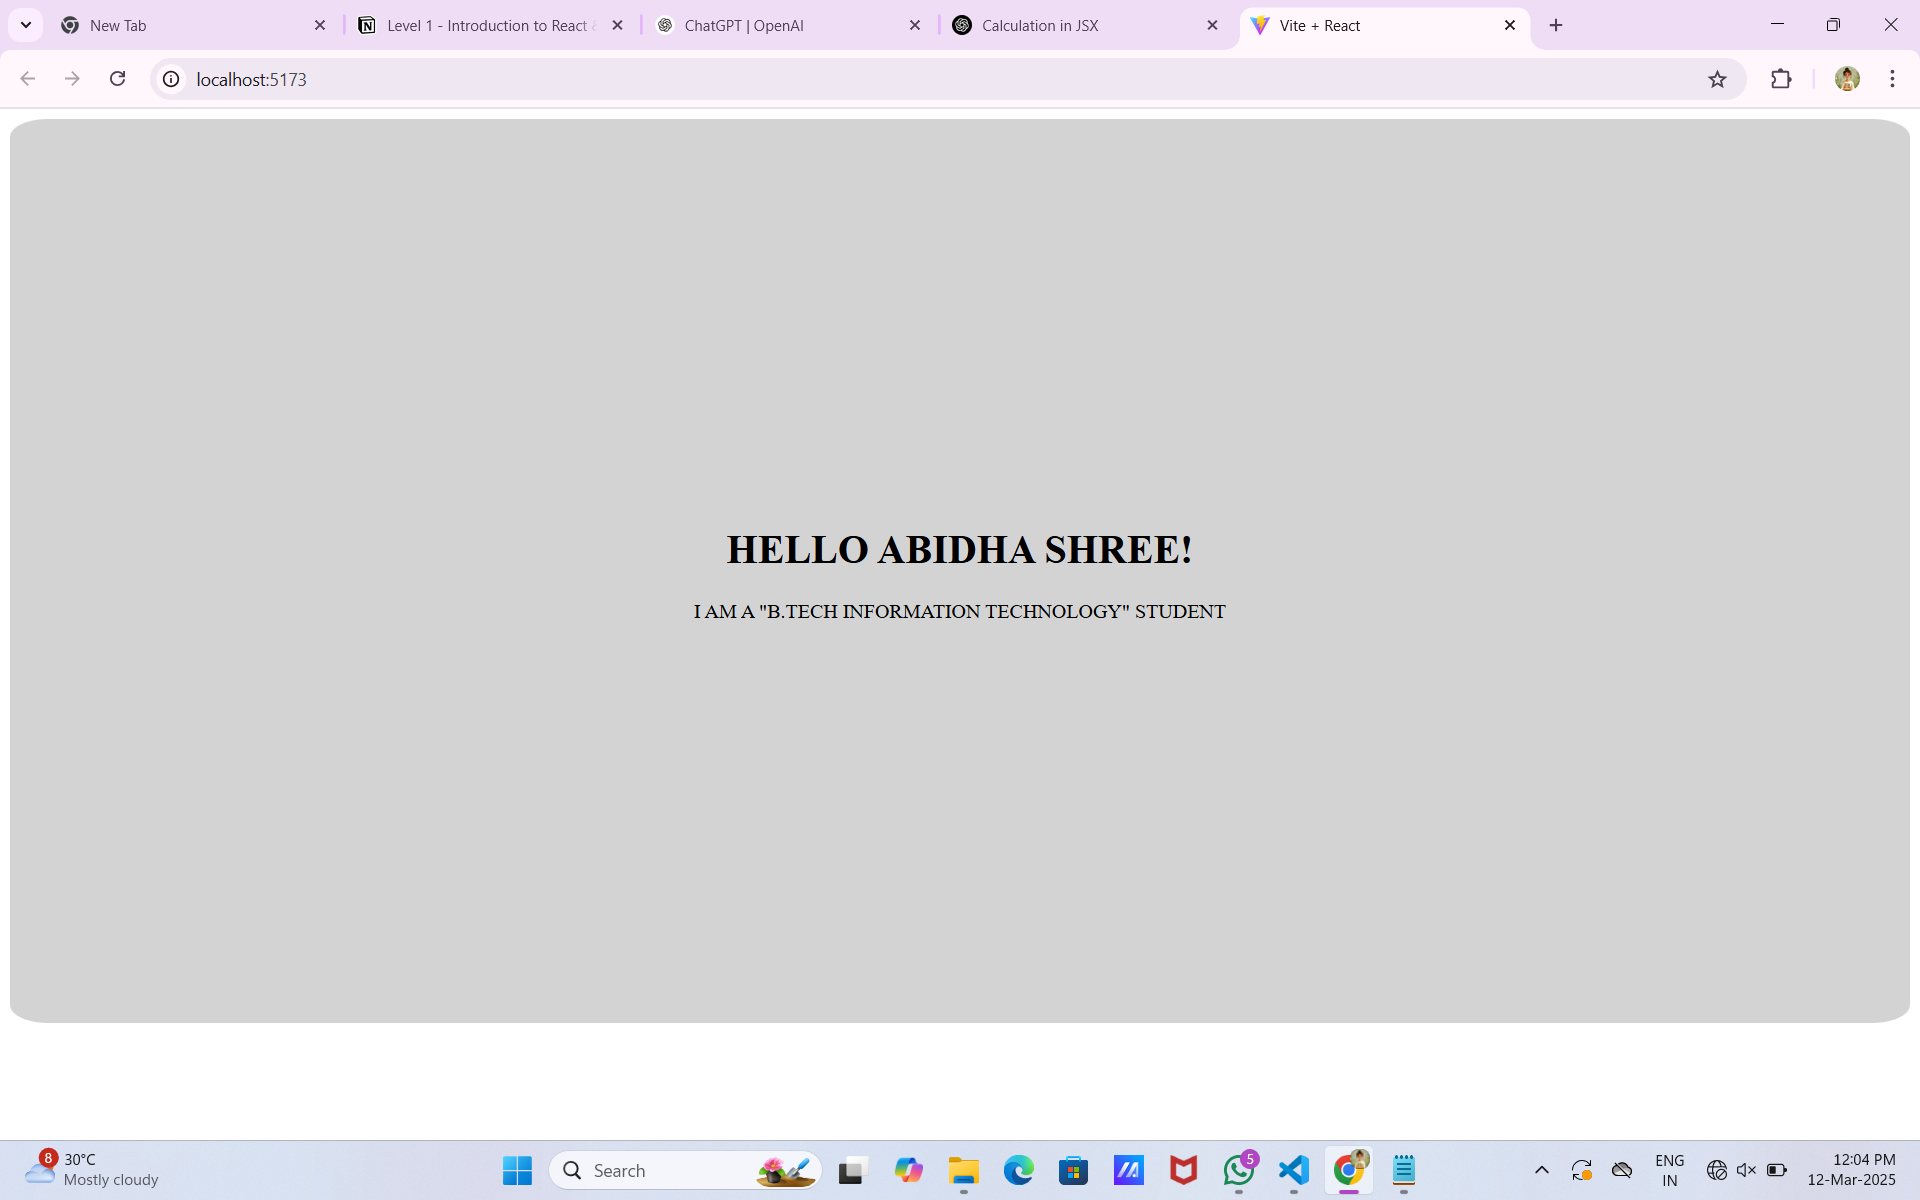 New Tab
Level 1 - Introduction to React
ChatGPT | OpenAI
Calculation in JSX
Vite + React
localhost:5173
HELLO ABIDHA SHREE!
I AM A "B.TECH INFORMATION TECHNOLOGY" STUDENT
8
30°C
Mostly cloudy
Search
5
ENG
IN
12:04 PM
12-Mar-2025